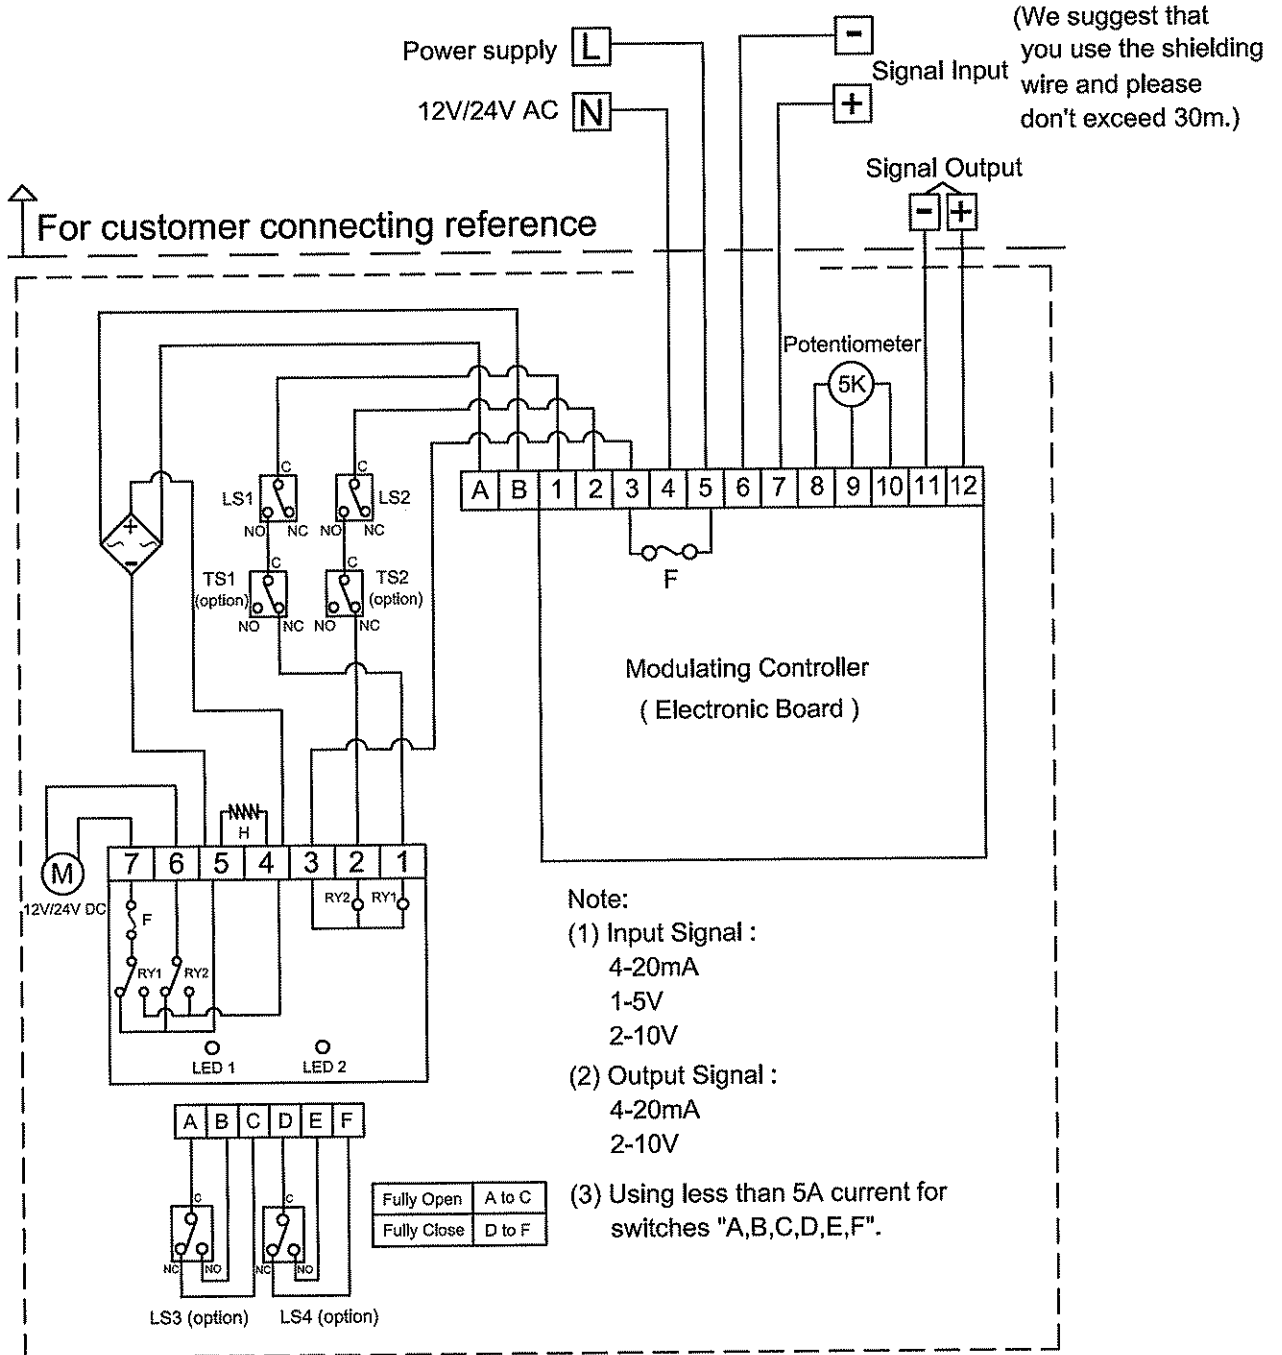 (We suggest that
you use the shielding
wire and please
don't exceed 30m.)
Power supply L
12V/24V AC N
-
Signal Input
+
Signal Output
- +
For customer connecting reference
Potentiometer
5K
A B 1 2 3 4 5 6 7 8 9 10 11 12
F
Modulating Controller
( Electronic Board )
C C
LS1 LS2
NO NC NO NC
+
-
C C
TS1 TS2
(option) (option)
NO NC NO NC
H
7 6 5 4 3 2 1
M
12V/24V DC
F
RY2 RY1
RY1 RY2
LED 1 LED 2
A B C D E F
C C
NC NO NC NO
LS3 (option) LS4 (option)
Fully Open A to C
Fully Close D to F
Note:
(1) Input Signal :
4-20mA
1-5V
2-10V
(2) Output Signal :
4-20mA
2-10V
(3) Using less than 5A current for
switches "A,B,C,D,E,F".